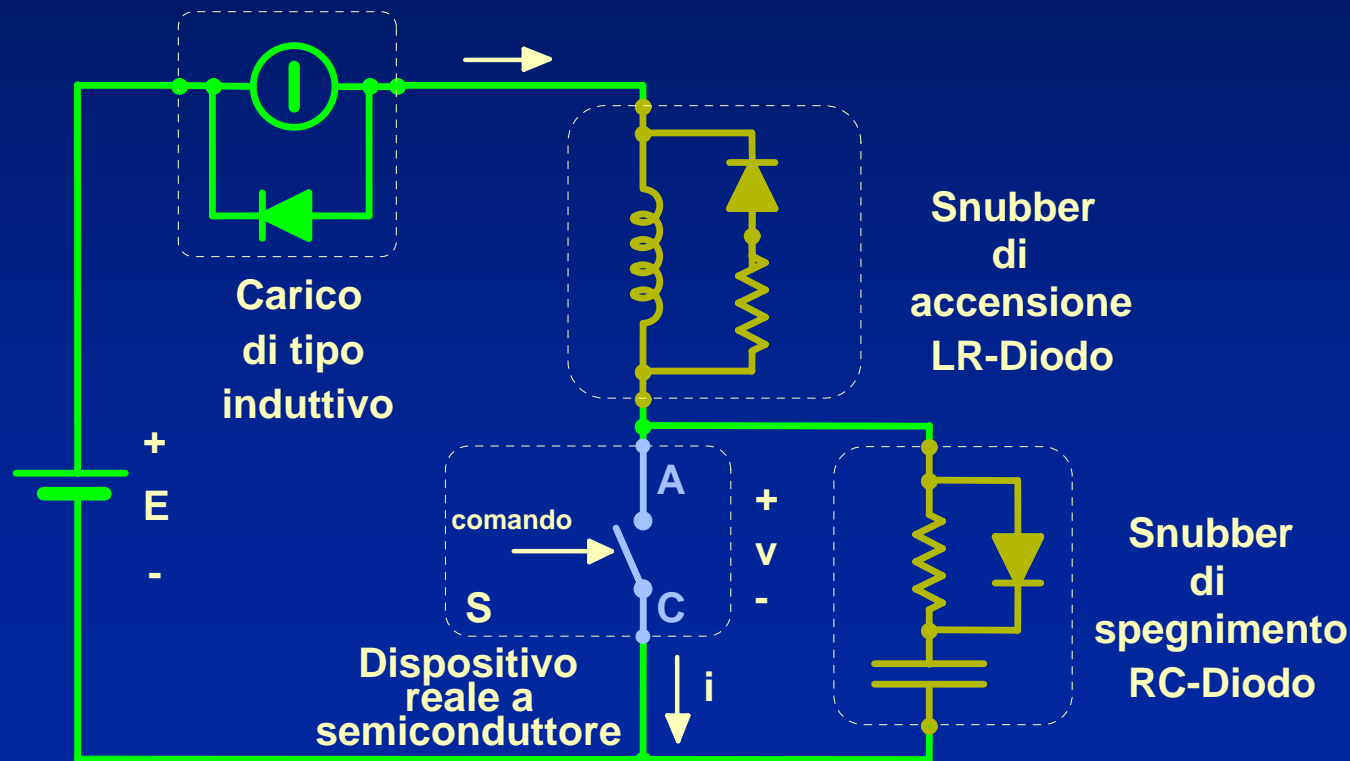 Carico
di tipo
induttivo
+
E
-
Snubber
di
accensione
LR-Diodo
A
comando
S
C
+
v
-
Dispositivo
reale a
semiconduttore
i
Snubber
di
spegnimento
RC-Diodo